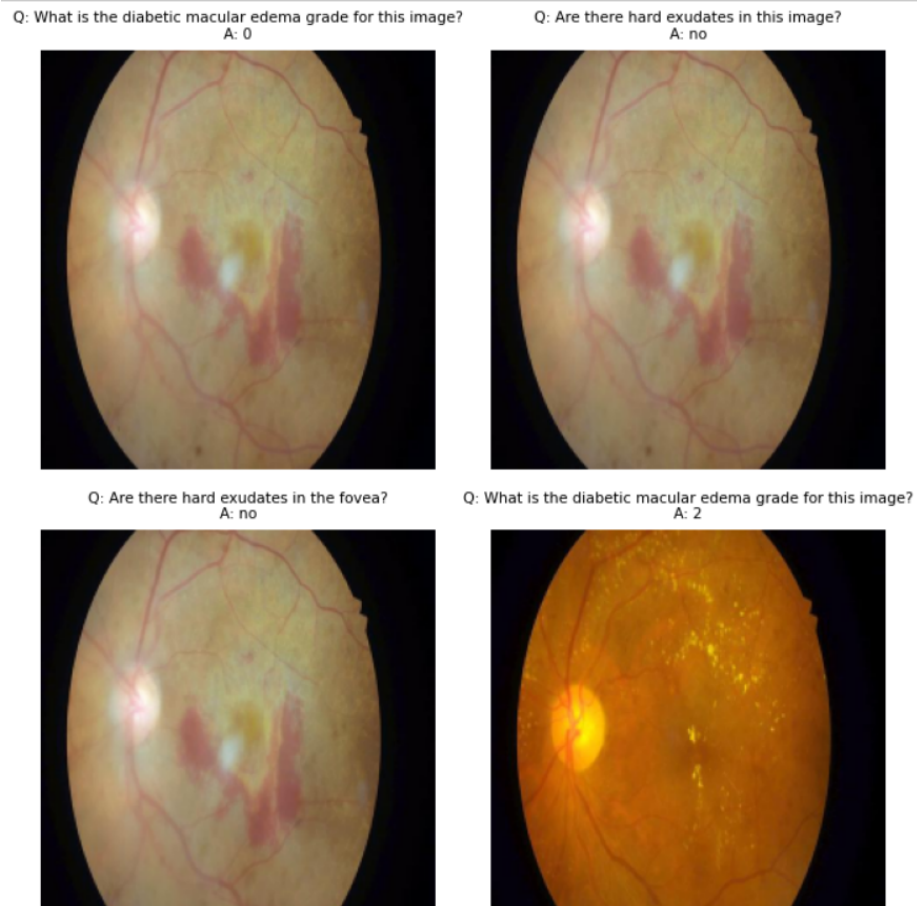 Q: What is the diabetic macular edema grade for this image?
A: 0
Q: Are there hard exudates in this image?
A: no
Q: Are there hard exudates in the fovea?
A: no
Q: What is the diabetic macular edema grade for this image?
A: 2